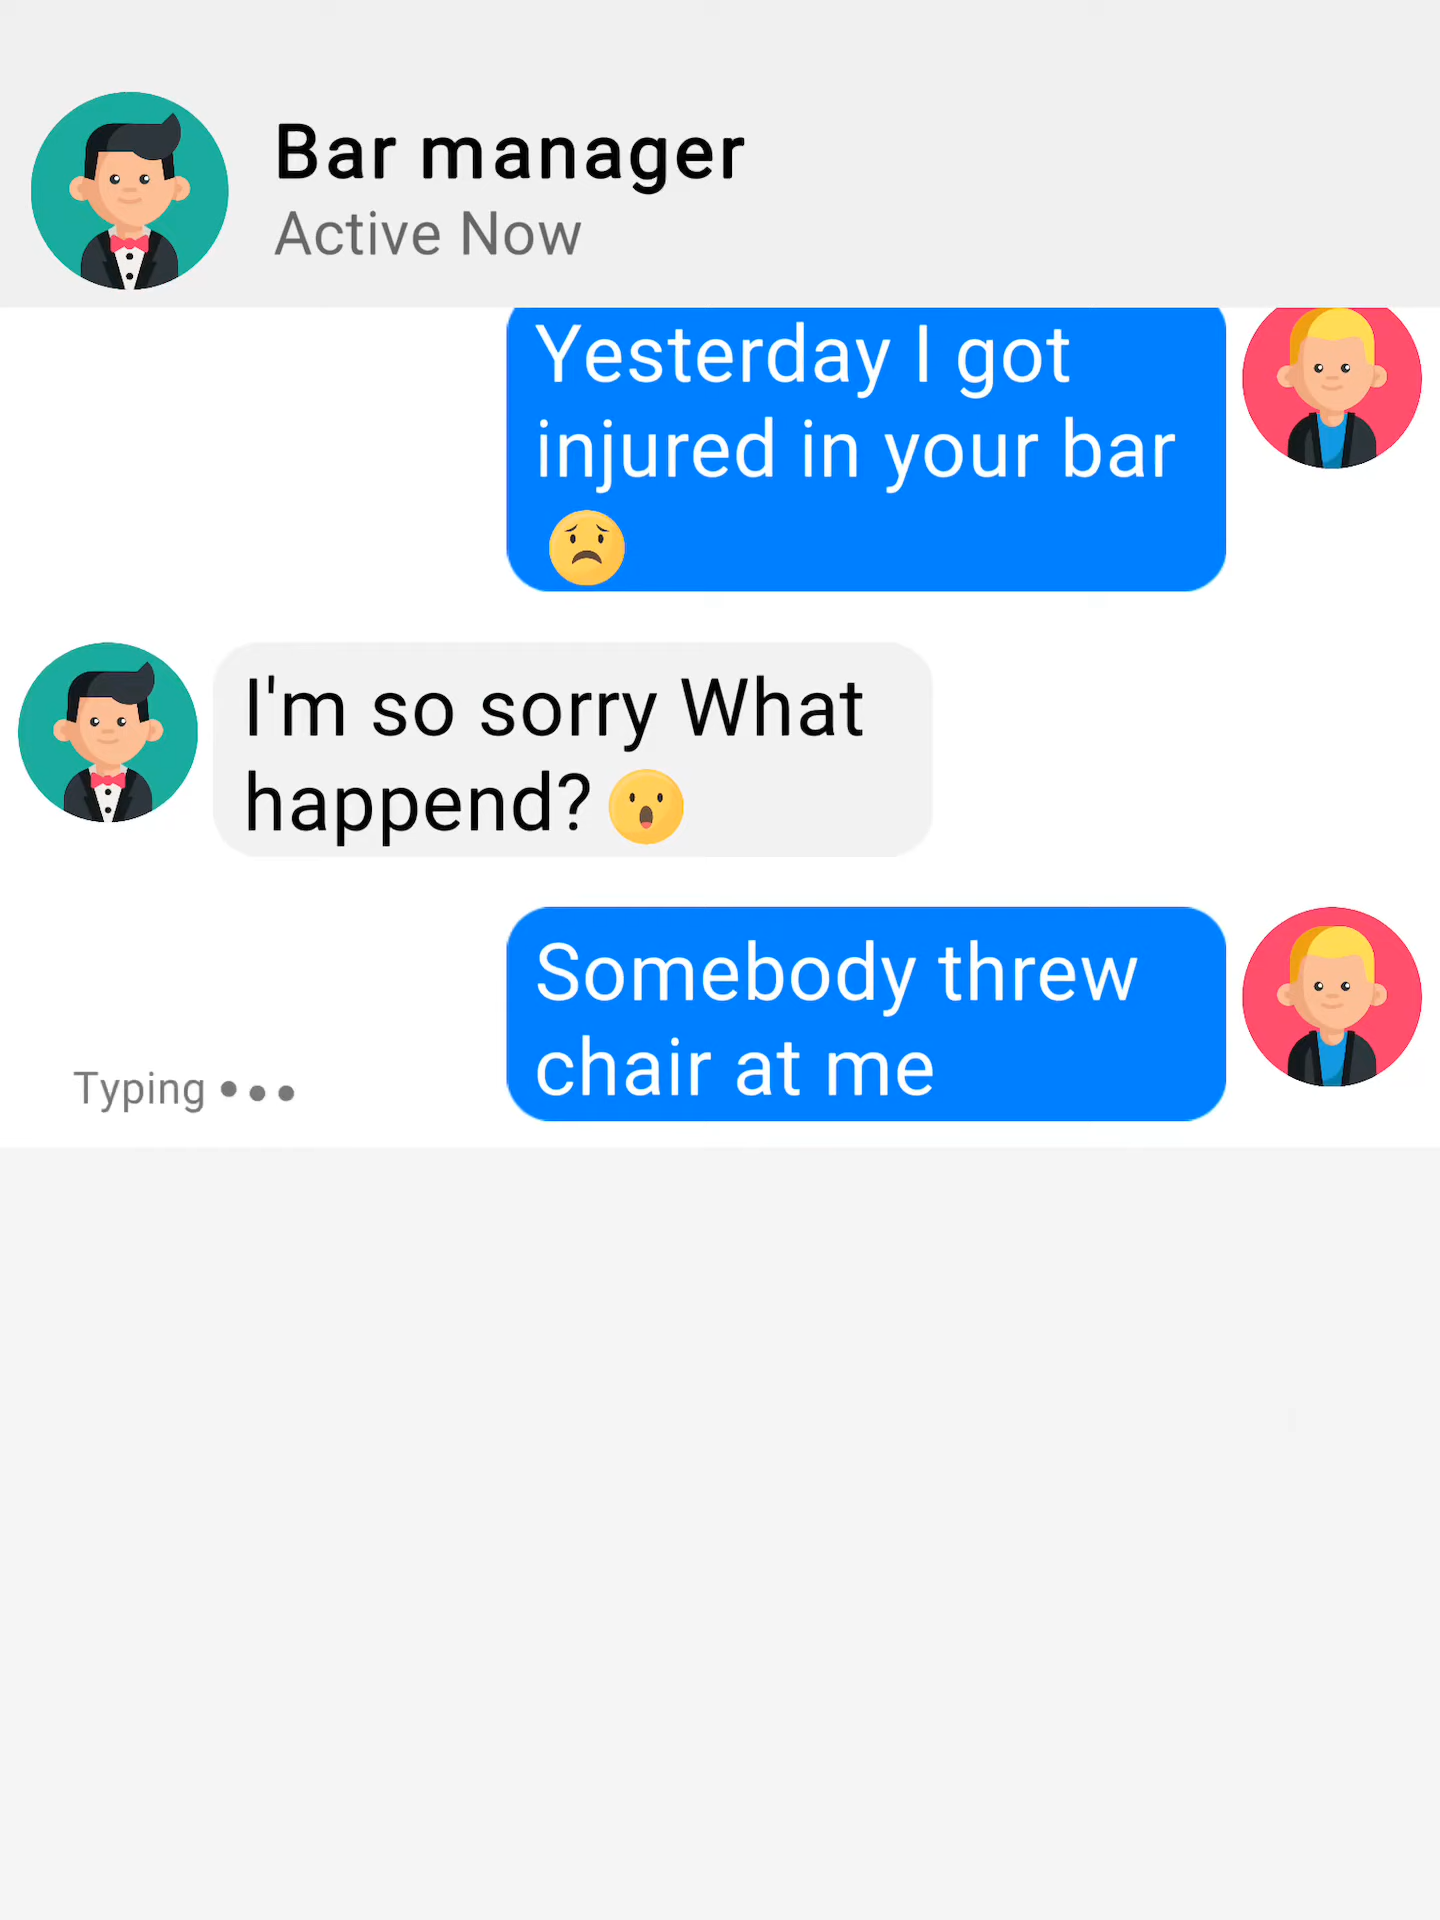 Bar manager
Active Now
Yesterday I got
injured in your bar
I'm so sorry What
happend?
Somebody threw
chair at me
Typing